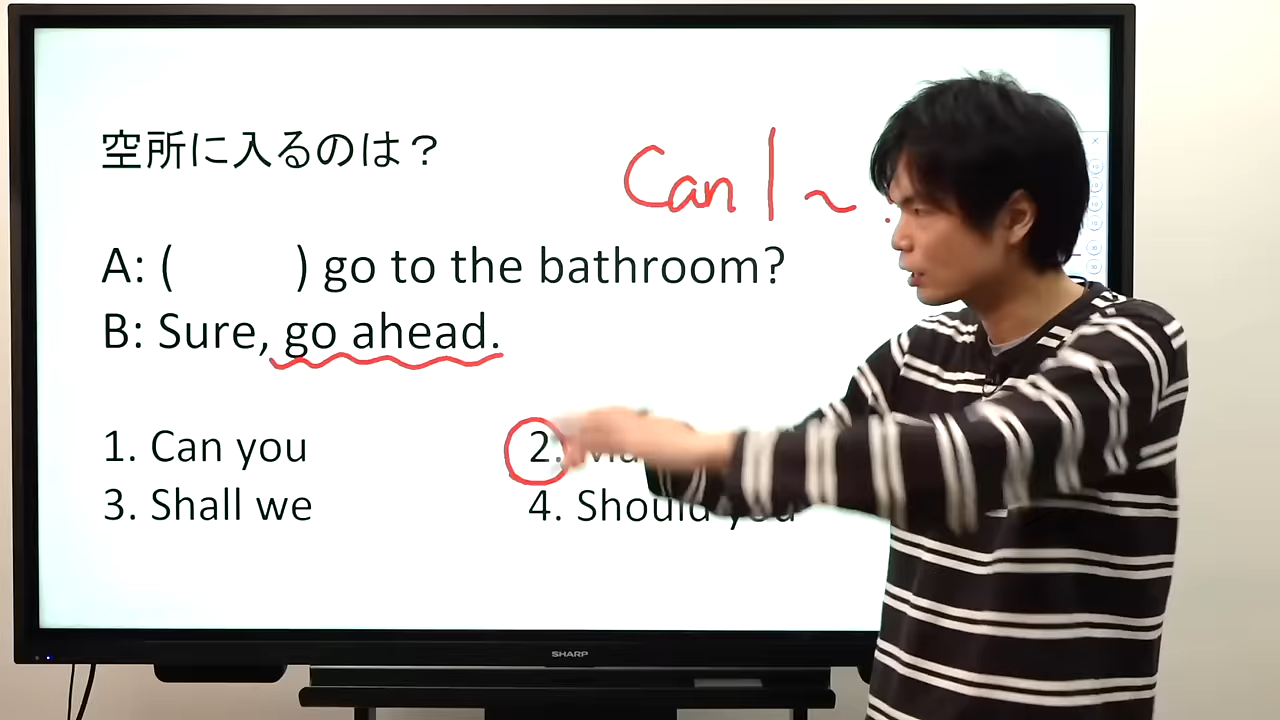 空所に入るのは？
Can I ~
A: (          ) go to the bathroom?
B: Sure, go ahead.
1. Can you
2.
3. Shall we
4. Should you
SHARP